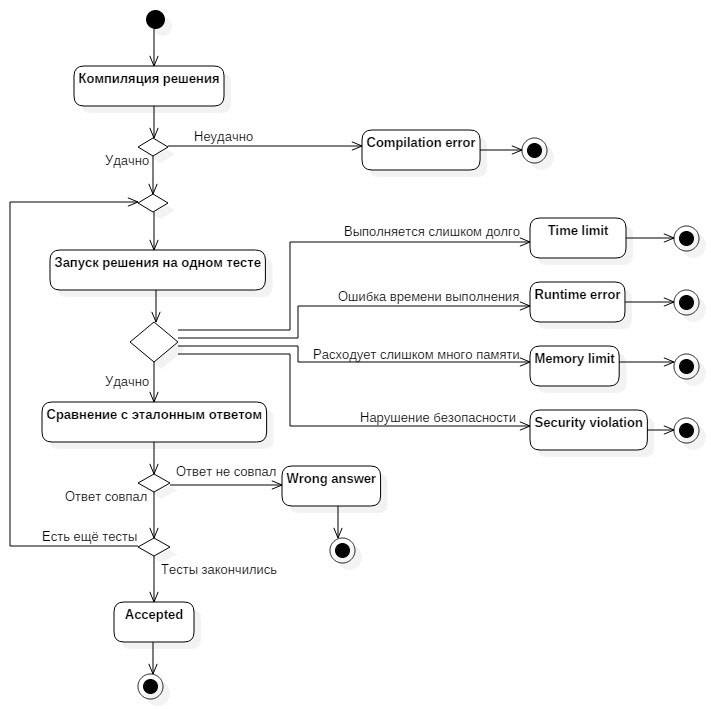 Компиляция решения
Неудачно
Compilation error
Удачно
Выполняется слишком долго
Time limit
Запуск решения на одном тесте
Ошибка времени выполнения
Runtime error
Расходует слишком много памяти
Memory limit
Удачно
Сравнение с эталонным ответом
Нарушение безопасности
Security violation
Ответ не совпал
Wrong answer
Ответ совпал
Есть ещё тесты
Тесты закончились
Accepted